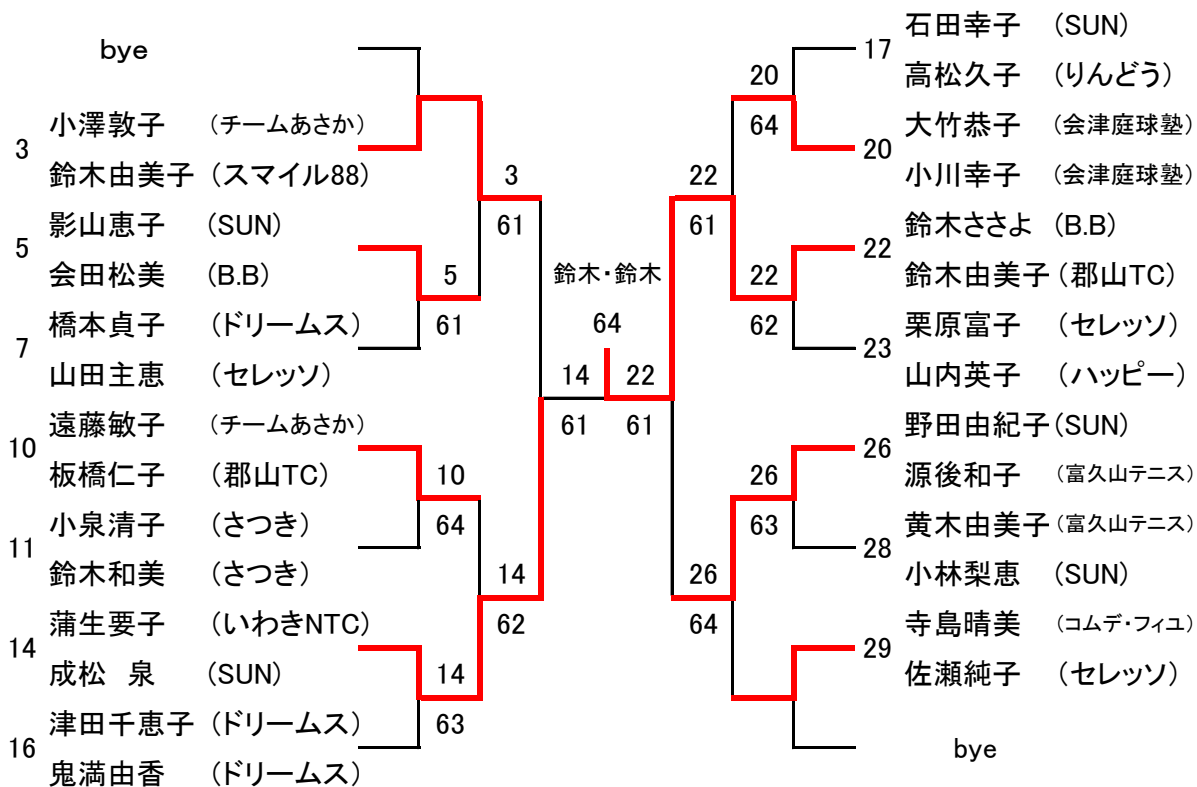 bye
3
小澤敦子 (チームあさか)
鈴木由美子 (スマイル88)
5
影山恵子 (SUN)
会田松美 (B.B)
7
橋本貞子 (ドリームス)
山田主恵 (セレッソ)
10
遠藤敏子 (チームあさか)
板橋仁子 (郡山TC)
11
小泉清子 (さつき)
鈴木和美 (さつき)
14
蒲生要子 (いわきNTC)
成松 泉 (SUN)
16
津田千恵子 (ドリームス)
鬼満由香 (ドリームス)
5
61
10
64
14
63
3
61
14
62
14
61
鈴木・鈴木
64
22
61
22
61
26
64
20
64
22
62
26
63
17
石田幸子 (SUN)
高松久子 (りんどう)
20
大竹恭子 (会津庭球塾)
小川幸子 (会津庭球塾)
22
鈴木ささよ (B.B)
鈴木由美子 (郡山TC)
23
栗原富子 (セレッソ)
山内英子 (ハッピー)
26
野田由紀子 (SUN)
源後和子 (富久山テニス)
28
黄木由美子 (富久山テニス)
小林梨恵 (SUN)
29
寺島晴美 (コムデ・フィユ)
佐瀬純子 (セレッソ)
bye